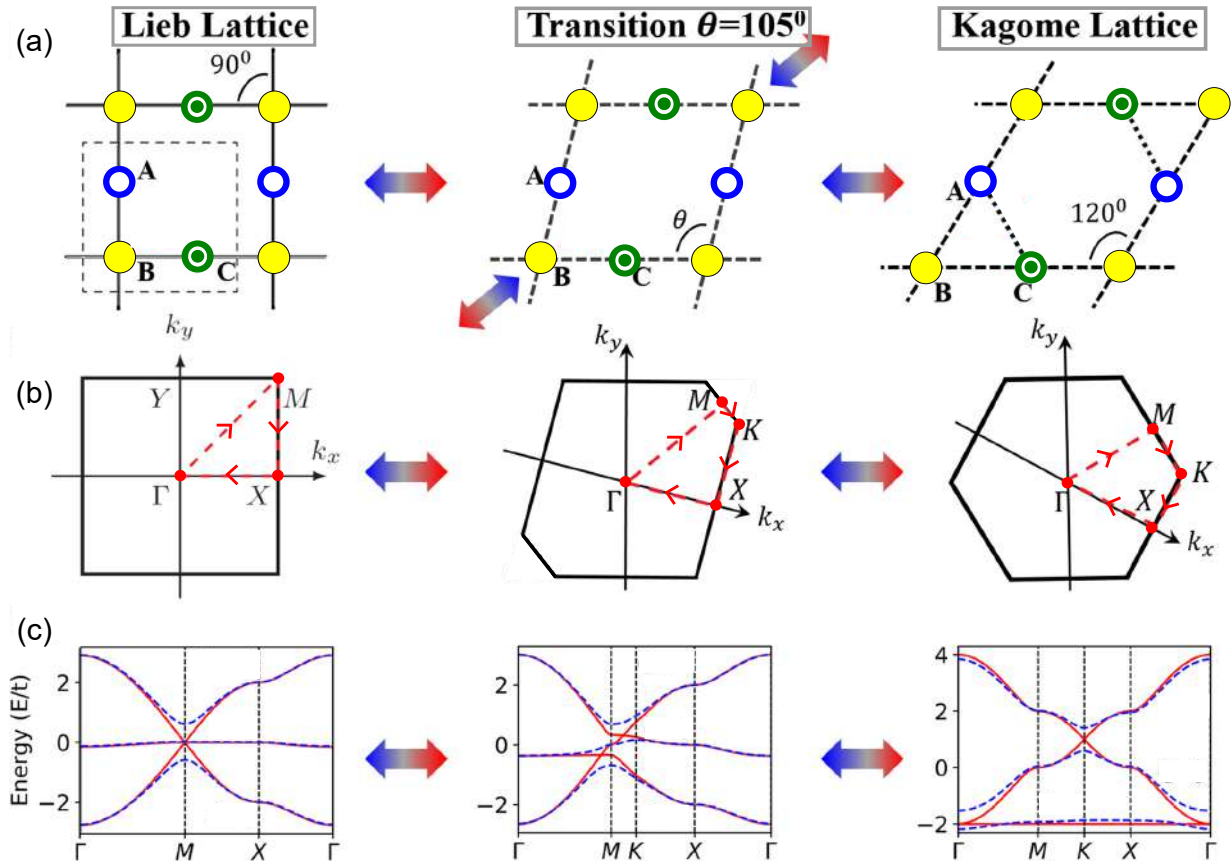 (a)
Lieb Lattice
Transition θ=105⁰
Kagome Lattice
90⁰
A
B
C
A
θ
B
C
A
120⁰
B
C
(b)
k_y
Y
M
k_x
Γ
X
k_y
M
K
Γ
X
k_x
k_y
M
K
Γ
X
k_x
(c)
Energy (E/t)
2
0
−2
Γ M X Γ
2
0
−2
Γ M K X Γ
4
2
0
−2
Γ M K X Γ